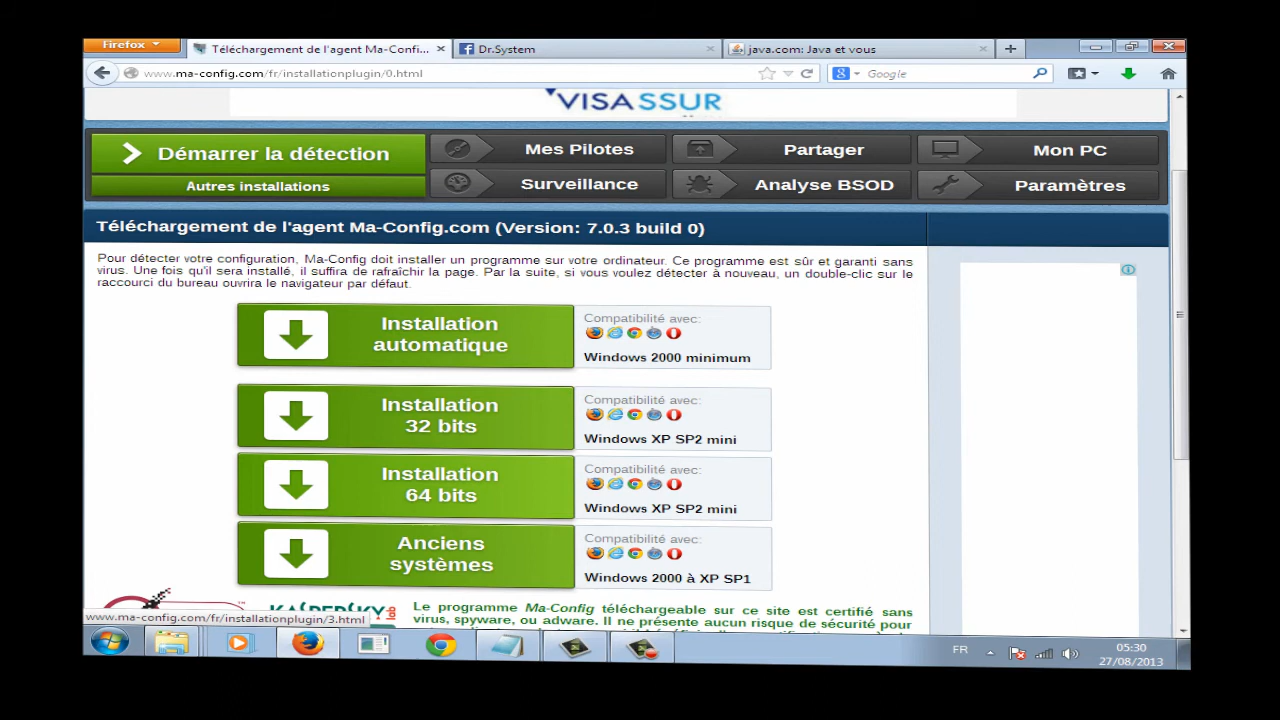 Firefox
Téléchargement de l'agent Ma-Confi...
Dr.System
java.com: Java et vous
www.ma-config.com/fr/installationplugin/0.html
Google
VISASSUR
Démarrer la détection
Autres installations
Mes Pilotes
Partager
Mon PC
Surveillance
Analyse BSOD
Paramètres
Téléchargement de l'agent Ma-Config.com (Version: 7.0.3 build 0)
Pour détecter votre configuration, Ma-Config doit installer un programme sur votre ordinateur. Ce programme est sûr et garanti sans
virus. Une fois qu'il sera installé, il suffira de rafraîchir la page. Par la suite, si vous voulez détecter à nouveau, un double-clic sur le
raccourci du bureau ouvrira le navigateur par défaut.
Installation
automatique
Compatibilité avec:
Windows 2000 minimum
Installation
32 bits
Compatibilité avec:
Windows XP SP2 mini
Installation
64 bits
Compatibilité avec:
Windows XP SP2 mini
Anciens
systèmes
Compatibilité avec:
Windows 2000 à XP SP1
KASPERSKY
Le programme Ma-Config téléchargeable sur ce site est certifié sans
virus, spyware, ou adware. Il ne présente aucun risque de sécurité pour
www.ma-config.com/fr/installationplugin/3.html
FR
05:30
27/08/2013